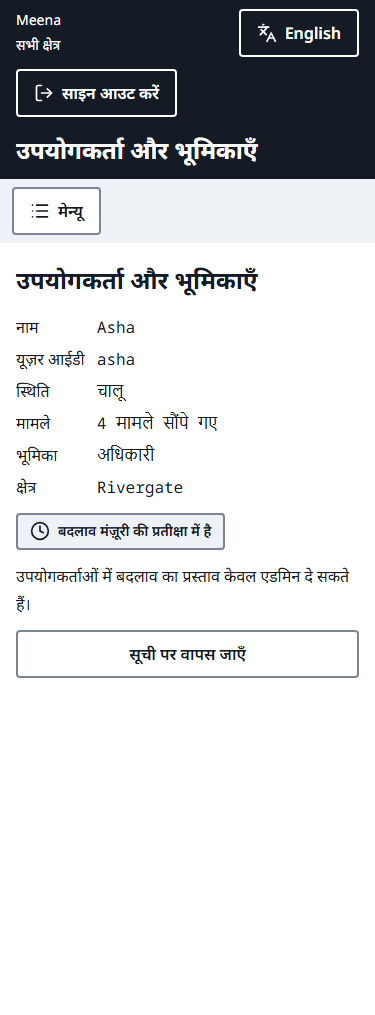 Meena
सभी क्षेत्र
English
साइन आउट करें
उपयोगकर्ता और भूमिकाएँ
मेन्यू
उपयोगकर्ता और भूमिकाएँ
नाम Asha
यूज़र आईडी asha
स्थिति चालू
मामले 4 मामले सौंपे गए
भूमिका अधिकारी
क्षेत्र Rivergate
बदलाव मंज़ूरी की प्रतीक्षा में है
उपयोगकर्ताओं में बदलाव का प्रस्ताव केवल एडमिन दे सकते
हैं।
सूची पर वापस जाएँ